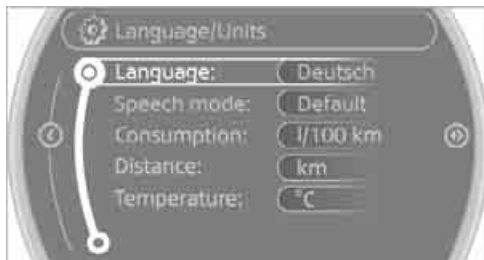 Language/Units
Language: Deutsch
Speech mode: Default
Consumption: l/100 km
Distance: km
Temperature: °C